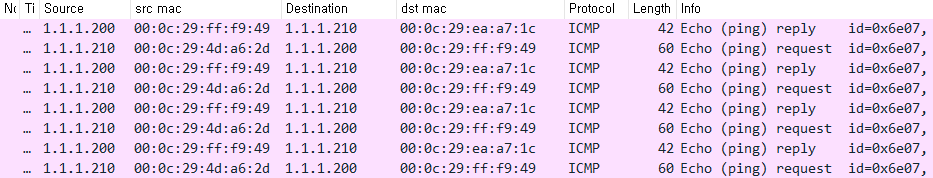 No Ti Source src mac Destination dst mac Protocol Length Info
… 1.1.1.200 00:0c:29:ff:f9:49 1.1.1.210 00:0c:29:ea:a7:1c ICMP 42 Echo (ping) reply id=0x6e07,
… 1.1.1.210 00:0c:29:4d:a6:2d 1.1.1.200 00:0c:29:ff:f9:49 ICMP 60 Echo (ping) request id=0x6e07,
… 1.1.1.200 00:0c:29:ff:f9:49 1.1.1.210 00:0c:29:ea:a7:1c ICMP 42 Echo (ping) reply id=0x6e07,
… 1.1.1.210 00:0c:29:4d:a6:2d 1.1.1.200 00:0c:29:ff:f9:49 ICMP 60 Echo (ping) request id=0x6e07,
… 1.1.1.200 00:0c:29:ff:f9:49 1.1.1.210 00:0c:29:ea:a7:1c ICMP 42 Echo (ping) reply id=0x6e07,
… 1.1.1.210 00:0c:29:4d:a6:2d 1.1.1.200 00:0c:29:ff:f9:49 ICMP 60 Echo (ping) request id=0x6e07,
… 1.1.1.200 00:0c:29:ff:f9:49 1.1.1.210 00:0c:29:ea:a7:1c ICMP 42 Echo (ping) reply id=0x6e07,
… 1.1.1.210 00:0c:29:4d:a6:2d 1.1.1.200 00:0c:29:ff:f9:49 ICMP 60 Echo (ping) request id=0x6e07,